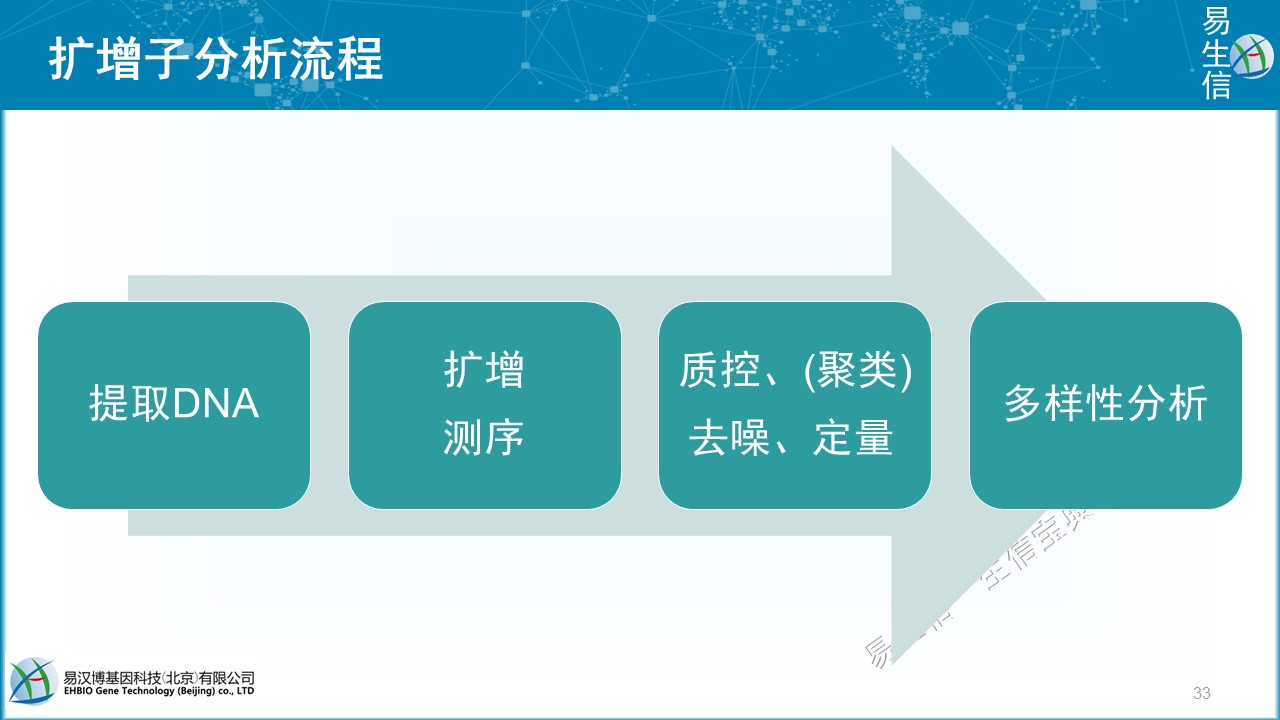 扩增子分析流程
易生信
提取DNA
扩增
测序
质控、(聚类)
去噪、定量
多样性分析
生信宝典
易汉博基因科技(北京)有限公司
EHBIO Gene Technology (Beijing) co., LTD
33